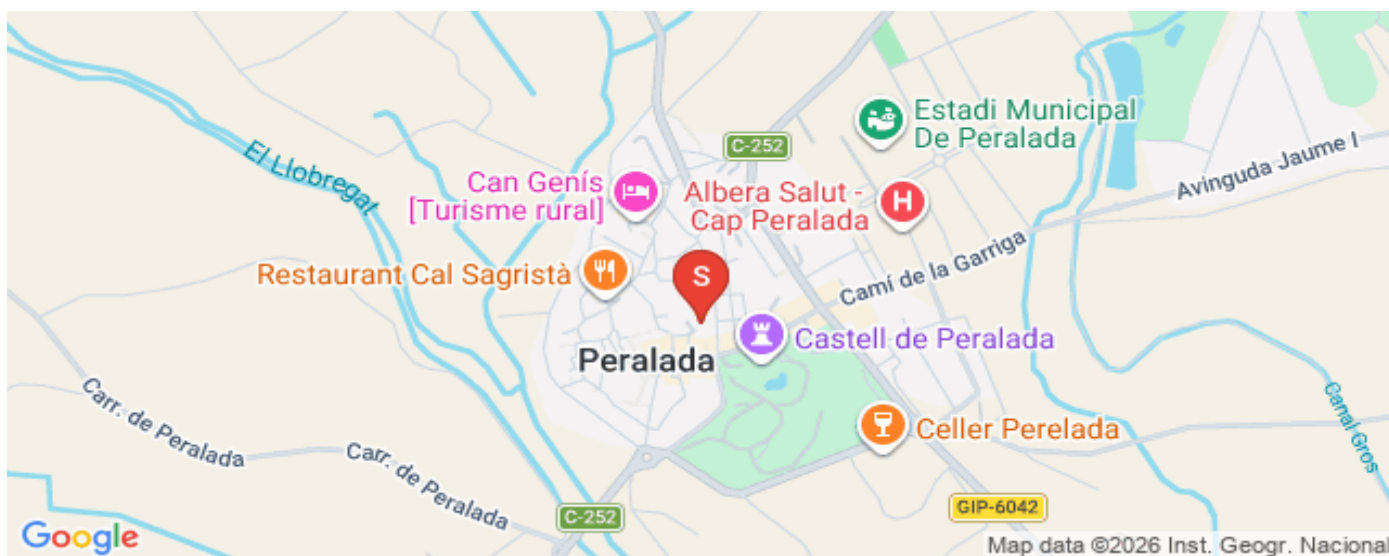 El Llobregat
C-252
Estadi Municipal
De Peralada
Avinguda Jaume I
Can Genís
[Turisme rural]
Albera Salut -
Cap Peralada
Restaurant Cal Sagristà
S
Camí de la Garriga
Peralada
Castell de Peralada
Carr. de Peralada
Carr. de Peralada
Celler Perelada
Canal Gros
C-252
GIP-6042
Google
Map data ©2026 Inst. Geogr. Nacional
H